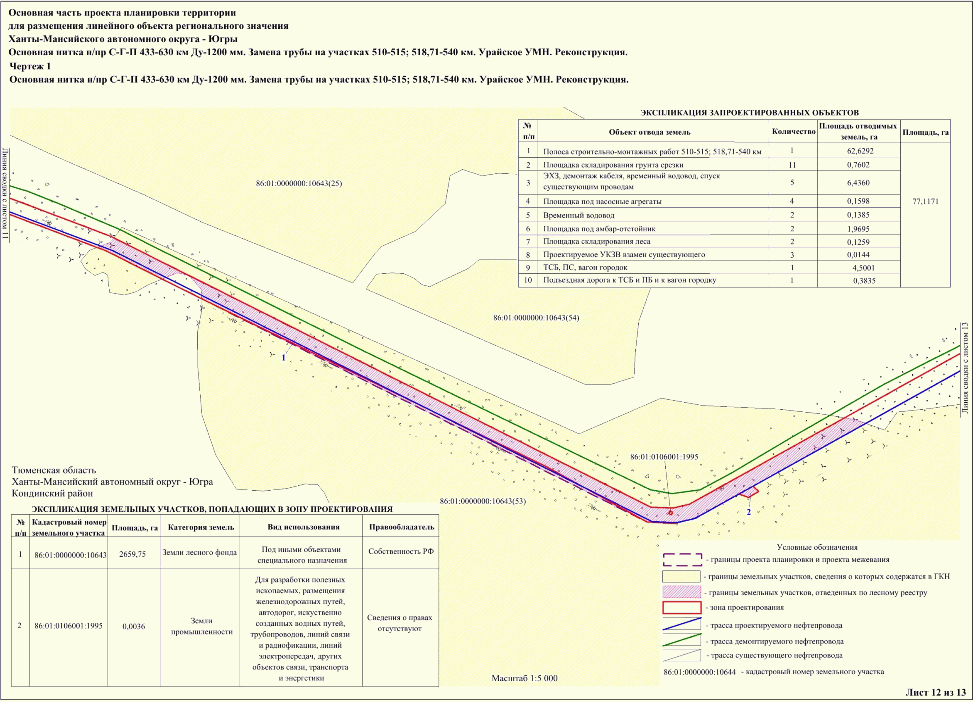 Основная часть проекта планировки территории
для размещения линейного объекта регионального значения
Ханты-Мансийского автономного округа - Югры
Основная нитка н/пр С-Г-П 433-630 км Ду-1200 мм. Замена трубы на участках 510-515; 518,71-540 км. Урайское УМН. Реконструкция.
Чертеж 1
Основная нитка н/пр С-Г-П 433-630 км Ду-1200 мм. Замена трубы на участках 510-515; 518,71-540 км. Урайское УМН. Реконструкция.
ЭКСПЛИКАЦИЯ ЗАПРОЕКТИРОВАННЫХ ОБЪЕКТОВ
№ п/п Объект отвода земель Количество Площадь отводимых земель, га Площадь, га
1 Полоса строительно-монтажных работ 510-515; 518,71-540 км 1 62,6292
2 Площадка складирования грунта срезки 11 0,7602
3 ЭХЗ, демонтаж кабеля, временный водовод, спуск
существующим проводам 5 6,4360
4 Площадка под насосные агрегаты 4 0,1598 77,1171
5 Временный водовод 2 0,1385
6 Площадка под амбар-отстойник 2 1,9695
7 Площадка складирования леса 2 0,1259
8 Проектируемое УКЗВ взамен существующего 3 0,0144
9 ТСБ, ПС, вагон городок 1 4,5001
10 Подъездная дорога к ТСБ и ПБ и к вагон городку 1 0,3835
Линия сводки с листом 11
86:01:0000000:10643(25)
86:01:0000000:10643(54)
Линия сводки с листом 13
1
86:01:0106001:1995
86:01:0000000:10643(53)
2
Тюменская область
Ханты-Мансийский автономный округ - Югра
Кондинский район
ЭКСПЛИКАЦИЯ ЗЕМЕЛЬНЫХ УЧАСТКОВ, ПОПАДАЮЩИХ В ЗОНУ ПРОЕКТИРОВАНИЯ
№ п/п Кадастровый номер земельного участка Площадь, га Категория земель Вид использования Правообладатель
1 86:01:0000000:10643 2659,75 Земли лесного фонда Под иными объектами
специального назначения Собственность РФ
2 86:01:0106001:1995 0,0036 Земли
промышленности Для разработки полезных
ископаемых, размещения
железнодорожных путей,
автодорог, искуственно
созданных водных путей,
трубопроводов, линий связи
и радиофикации, линий
электропередач, других
объектов связи, транспорта
и энергетики Сведения о правах
отсутствуют
Условные обозначения
- границы проекта планировки и проекта межевания
- границы земельных участков, сведения о которых содержатся в ГКН
- границы земельных участков, отведенных по лесному реестру
- зона проектирования
- трасса проектируемого нефтепровода
- трасса демонтируемого нефтепровода
- трасса существующего нефтепровода
86:01:0000000:10644 - кадастровый номер земельного участка
Масштаб 1:5 000
Лист 12 из 13